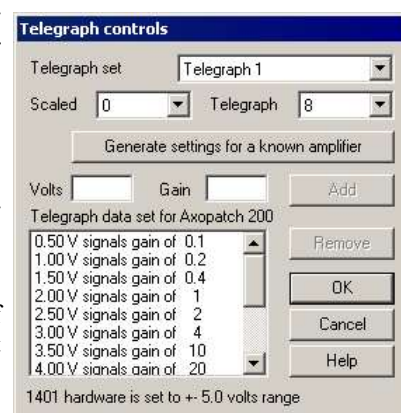 Telegraph controls
Telegraph set Telegraph 1
Scaled 0 Telegraph 8
Generate settings for a known amplifier
Volts Gain Add
Telegraph data set for Axopatch 200
0.50 V signals gain of 0.1
1.00 V signals gain of 0.2
1.50 V signals gain of 0.4
2.00 V signals gain of 1
2.50 V signals gain of 2
3.00 V signals gain of 4
3.50 V signals gain of 10
4.00 V signals gain of 20
Remove
OK
Cancel
Help
1401 hardware is set to +- 5.0 volts range